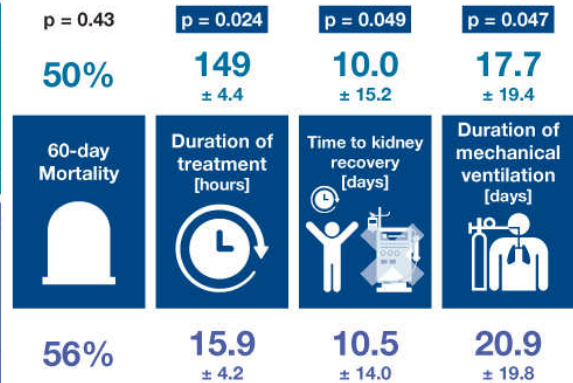 p = 0.43
p = 0.024
p = 0.049
p = 0.047
50%
149
10.0
17.7
± 4.4
± 15.2
± 19.4
60-day
Mortality
Duration of
treatment
[hours]
Time to kidney
recovery
[days]
Duration of
mechanical
ventilation
[days]
56%
15.9
10.5
20.9
± 4.2
± 14.0
± 19.8